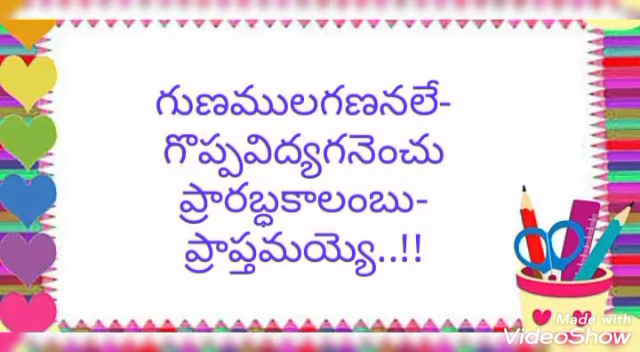 గుణములగణనలే-
గొప్పవిద్యగనెంచు
ప్రారబ్ధకాలంబు-
ప్రాప్తమయ్యె..!!
Made with
VideoShow